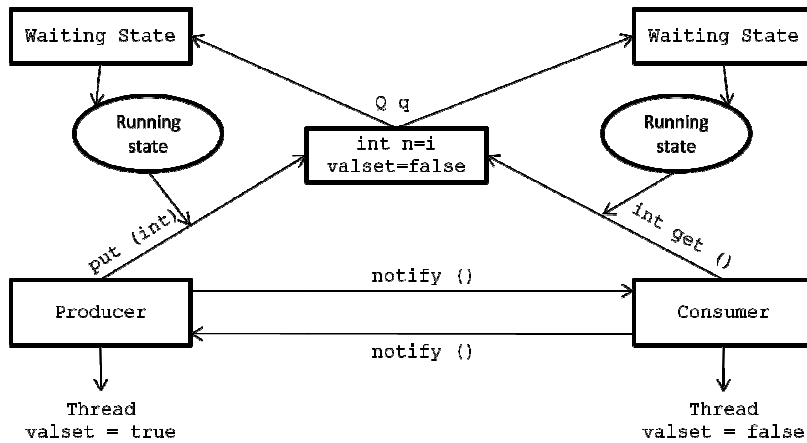 Waiting State
Waiting State
Q q
Running
state
Running
state
int n=i
valset=false
put (int)
int get ()
notify ()
Producer
Consumer
notify ()
Thread
valset = true
Thread
valset = false